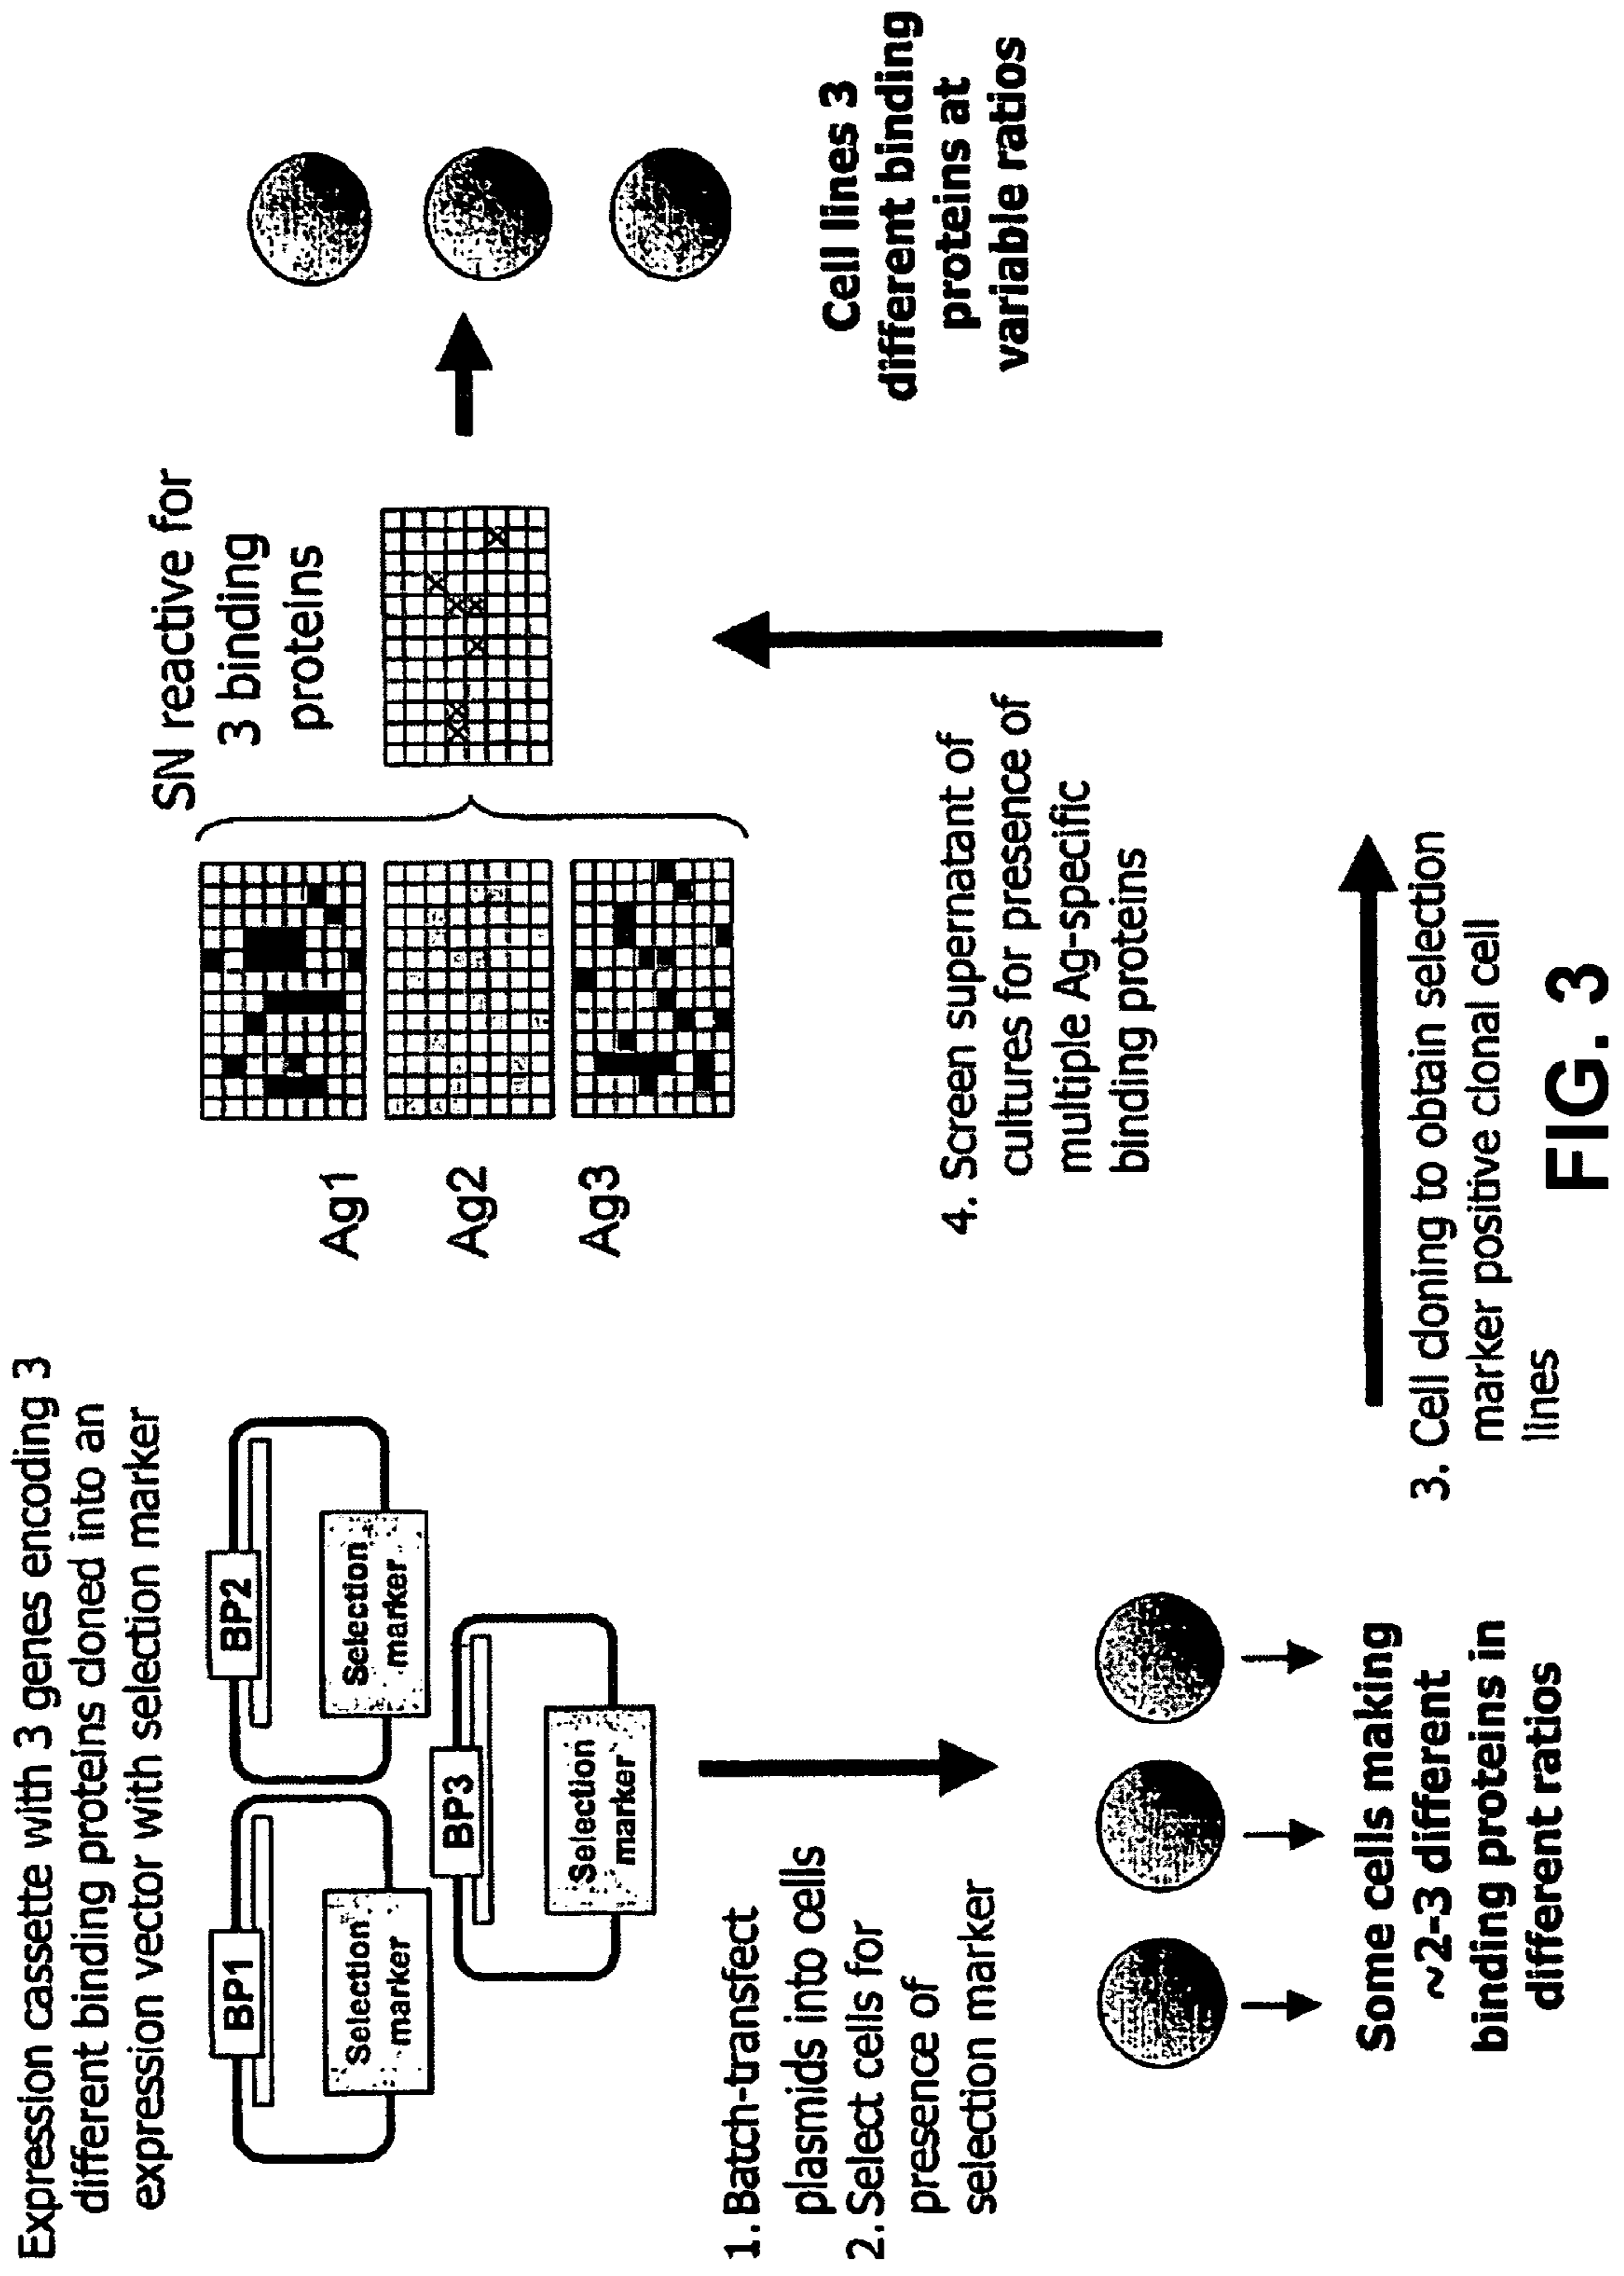 Expression cassette with 3 genes encoding 3
different binding proteins cloned into an
expression vector with selection marker
BP1
Selection
marker
BP2
Selection
marker
BP3
Selection
marker
1. Batch-transfect
plasmids into cells
2. Select cells for
presence of
selection marker
Some cells making
~2-3 different
binding proteins in
different ratios
3. Cell cloning to obtain selection
marker positive clonal cell
lines
4. Screen supernatant of
cultures for presence of
multiple Ag-specific
binding proteins
Ag1
Ag2
Ag3
SN reactive for
3 binding
proteins
Cell lines 3
different binding
proteins at
variable ratios
FIG. 3